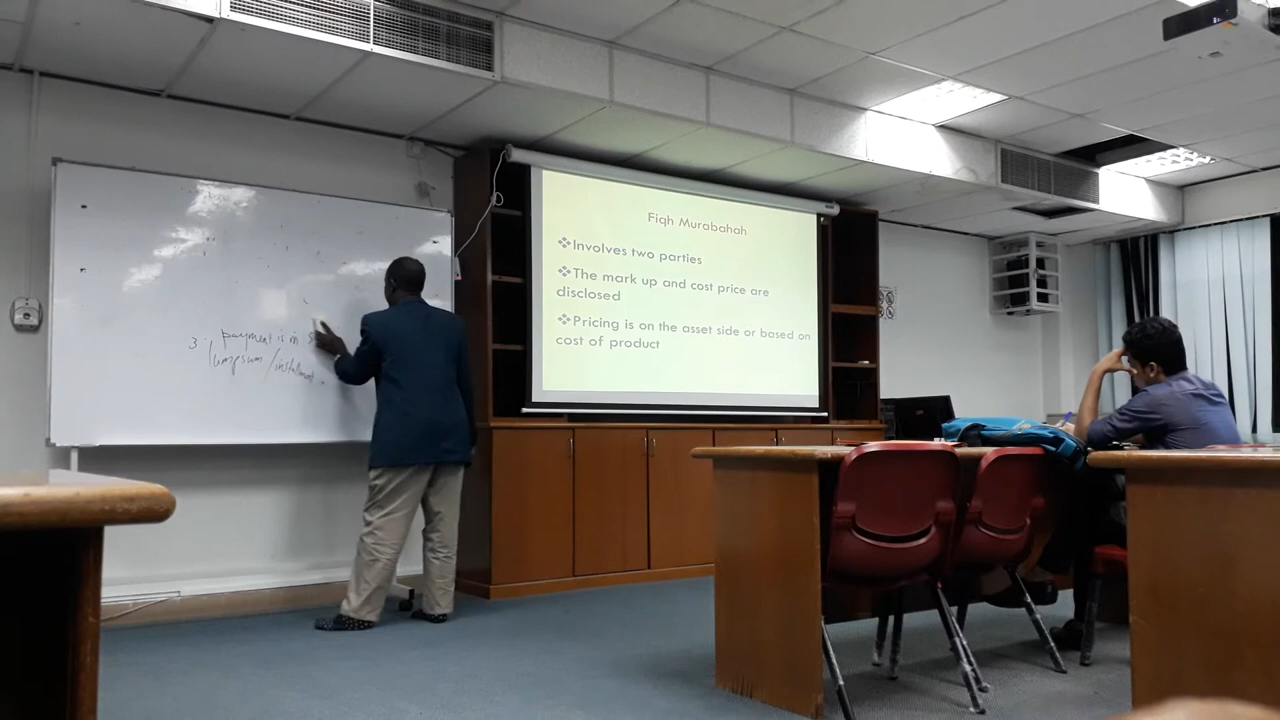 3. payment is in
lumpsum / installment.
Fiqh Murabahah
❖Involves two parties
❖The mark up and cost price are
disclosed
❖Pricing is on the asset side or based on
cost of product